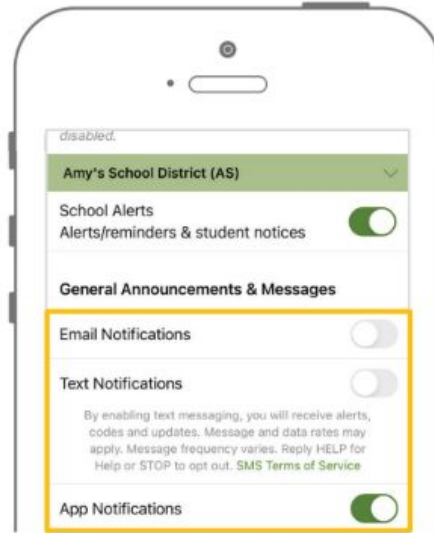 disabled.
Amy's School District (AS)
School Alerts
Alerts/reminders & student notices
General Announcements & Messages
Email Notifications
Text Notifications
By enabling text messaging, you will receive alerts,
codes and updates. Message and data rates may
apply. Message frequency varies. Reply HELP for
Help or STOP to opt out. SMS Terms of Service
App Notifications